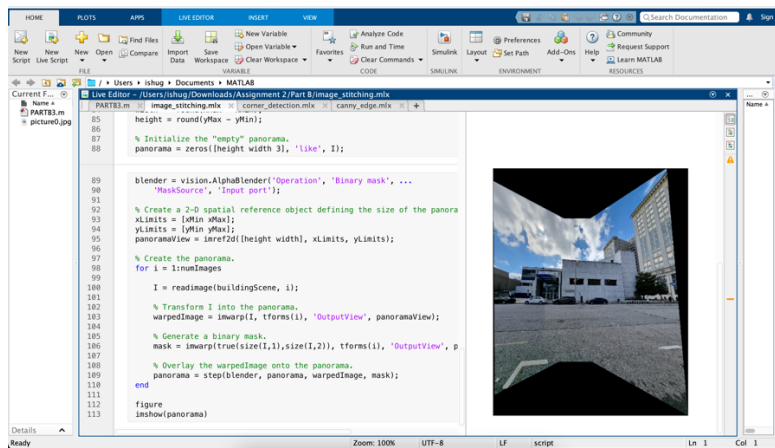 HOME PLOTS APPS LIVE EDITOR INSERT VIEW Search Documentation Sign
New Script
New Live Script
New
Open
Find Files
Compare
Import Data
Save Workspace
New Variable
Open Variable
Clear Workspace
Favorites
Analyze Code
Run and Time
Clear Commands
Simulink
Layout
Preferences
Set Path
Add-Ons
Help
Community
Request Support
Learn MATLAB
FILE VARIABLE CODE SIMULINK ENVIRONMENT RESOURCES
/ Users ishug Documents MATLAB
Current F...
Name
PARTB3.m
picture0.jpg
Live Editor - /Users/ishug/Downloads/Assignment 2/Part B/image_stitching.mlx
PARTB3.m image_stitching.mlx corner_detection.mlx canny_edge.mlx +
... 
Name
85 height = round(yMax - yMin);
86
87 % Initialize the "empty" panorama.
88 panorama = zeros([height width 3], 'like', I);
89 blender = vision.AlphaBlender('Operation', 'Binary mask', ...
90 'MaskSource', 'Input port');
91
92 % Create a 2-D spatial reference object defining the size of the panora
93 xLimits = [xMin xMax];
94 yLimits = [yMin yMax];
95 panoramaView = imref2d([height width], xLimits, yLimits);
96
97 % Create the panorama.
98 for i = 1:numImages
99
100 I = readimage(buildingScene, i);
101
102 % Transform I into the panorama.
103 warpedImage = imwarp(I, tforms(i), 'OutputView', panoramaView);
104
105 % Generate a binary mask.
106 mask = imwarp(true(size(I,1),size(I,2)), tforms(i), 'OutputView', p
107
108 % Overlay the warpedImage onto the panorama.
109 panorama = step(blender, panorama, warpedImage, mask);
110 end
111
112 figure
113 imshow(panorama)
Details
Ready Zoom: 100% UTF-8 LF script Ln 1 Col 1